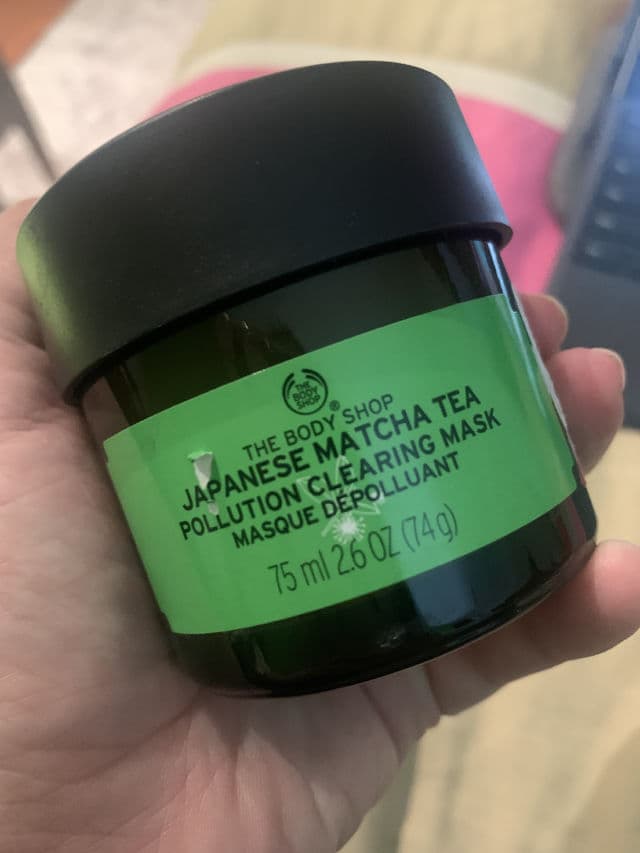 THE
BODY
SHOP
®
THE BODY SHOP
JAPANESE MATCHA TEA
POLLUTION CLEARING MASK
MASQUE DÉPOLLUANT
75 ml 2.6 OZ (74g)